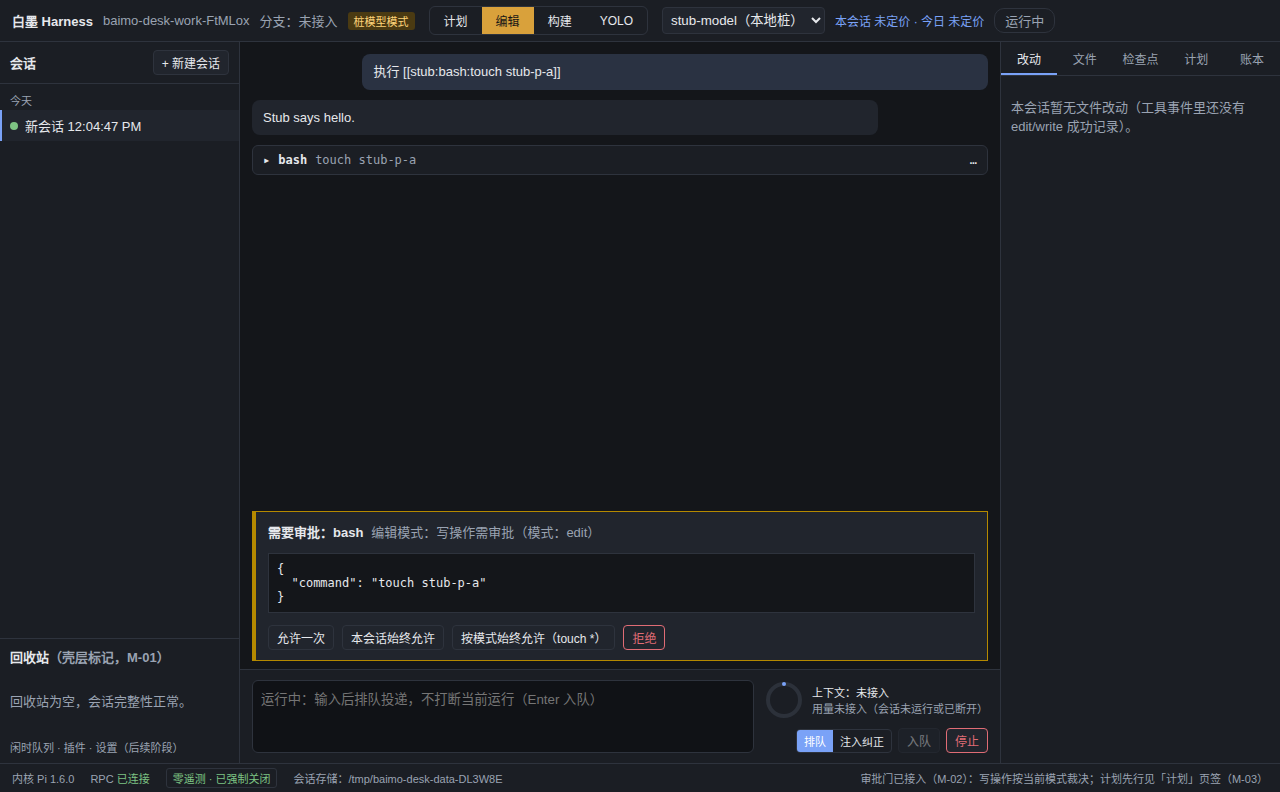 白墨 Harness baimo-desk-work-FtMLox 分支：未接入 桩模型模式 计划 编辑 构建 YOLO stub-model（本地桩） 本会话 未定价 · 今日 未定价 运行中
会话 + 新建会话
今天
新会话 12:04:47 PM
回收站（壳层标记，M-01）
回收站为空，会话完整性正常。
闲时队列 · 插件 · 设置（后续阶段）
执行 [[stub:bash:touch stub-p-a]]
Stub says hello.
▸ bash touch stub-p-a …
需要审批：bash 编辑模式：写操作需审批（模式：edit）
{
"command": "touch stub-p-a"
}
允许一次 本会话始终允许 按模式始终允许（touch *） 拒绝
运行中：输入后排队投递，不打断当前运行（Enter 入队）
上下文：未接入
用量未接入（会话未运行或已断开）
排队 注入纠正 入队 停止
改动 文件 检查点 计划 账本
本会话暂无文件改动（工具事件里还没有
edit/write 成功记录）。
内核 Pi 1.6.0 RPC 已连接 零遥测 · 已强制关闭 会话存储：/tmp/baimo-desk-data-DL3W8E 审批门已接入（M-02）：写操作按当前模式裁决；计划先行见「计划」页签（M-03）